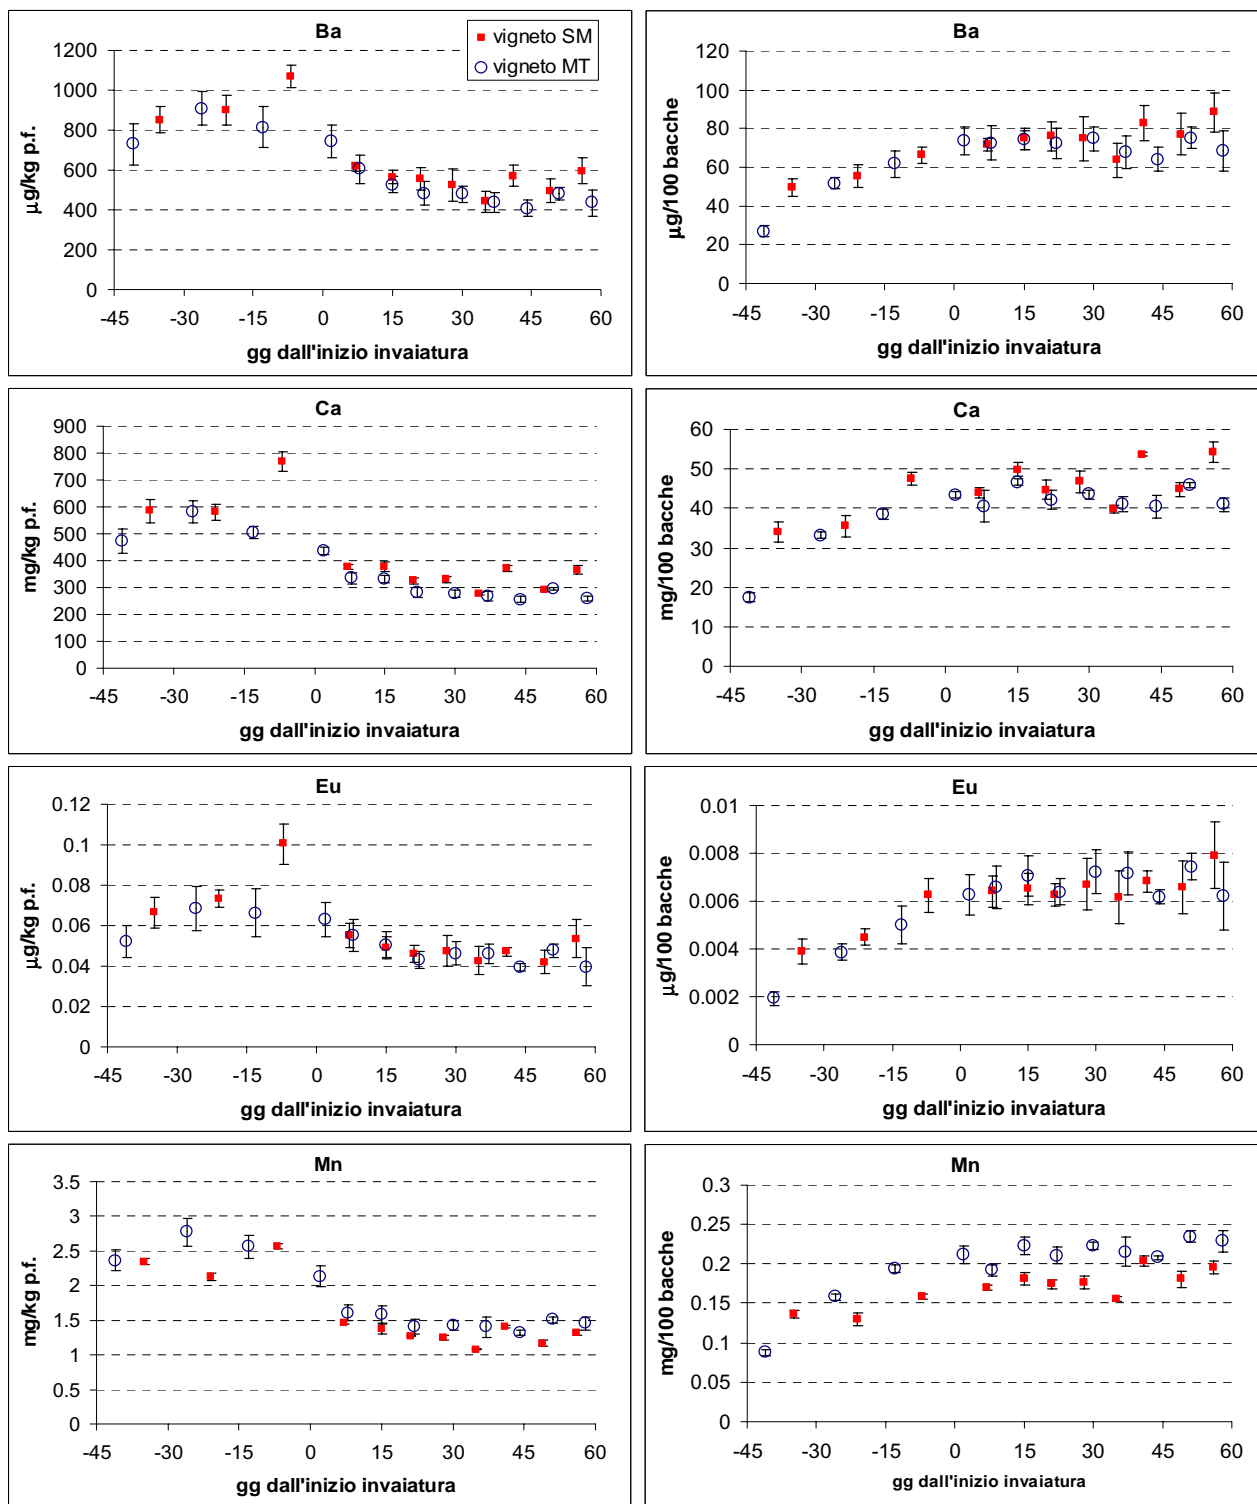 Ba
vigneto SM
vigneto MT
µg/kg p.f.
1200
1000
800
600
400
200
0
-45 -30 -15 0 15 30 45 60
gg dall'inizio invaiatura
Ba
µg/100 bacche
120
100
80
60
40
20
0
-45 -30 -15 0 15 30 45 60
gg dall'inizio invaiatura
Ca
mg/kg p.f.
900
800
700
600
500
400
300
200
100
0
-45 -30 -15 0 15 30 45 60
gg dall'inizio invaiatura
Ca
mg/100 bacche
60
50
40
30
20
10
0
-45 -30 -15 0 15 30 45 60
gg dall'inizio invaiatura
Eu
µg/kg p.f.
0.12
0.1
0.08
0.06
0.04
0.02
0
-45 -30 -15 0 15 30 45 60
gg dall'inizio invaiatura
Eu
µg/100 bacche
0.01
0.008
0.006
0.004
0.002
0
-45 -30 -15 0 15 30 45 60
gg dall'inizio invaiatura
Mn
mg/kg p.f.
3.5
3
2.5
2
1.5
1
0.5
0
-45 -30 -15 0 15 30 45 60
gg dall'inizio invaiatura
Mn
mg/100 bacche
0.3
0.25
0.2
0.15
0.1
0.05
0
-45 -30 -15 0 15 30 45 60
gg dall'inizio invaiatura